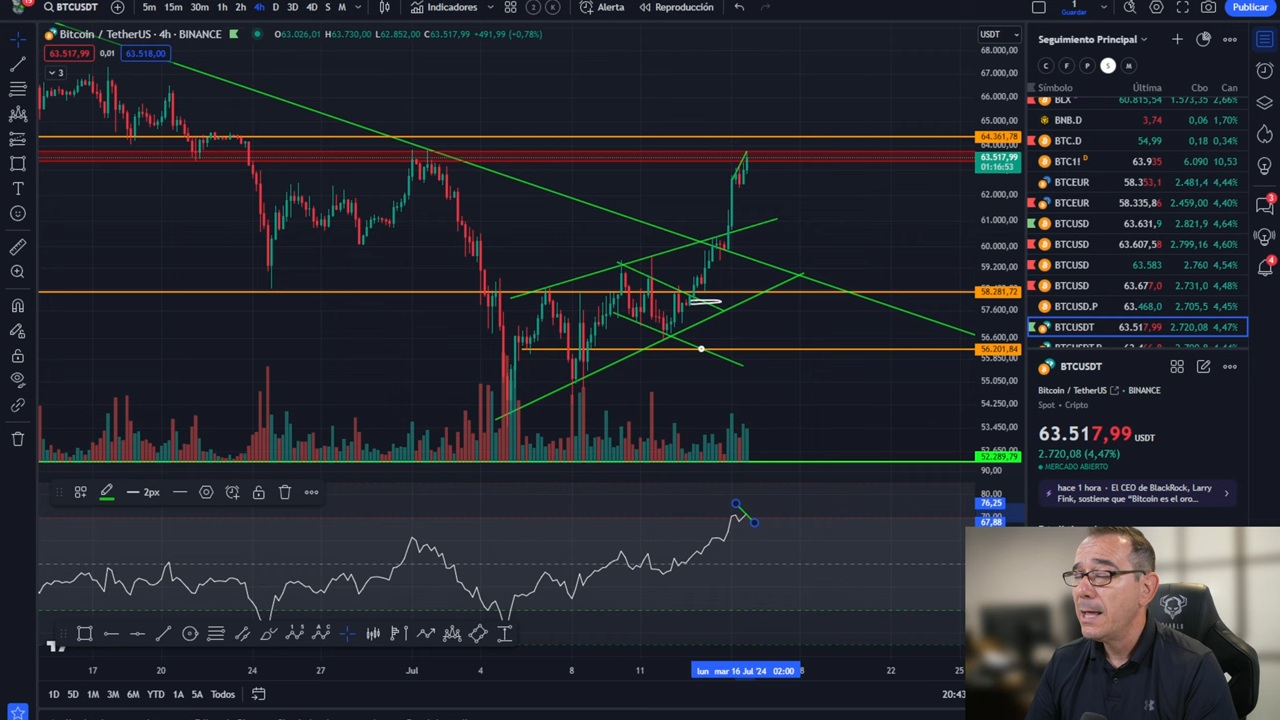 BTCUSDT
5m 15m 30m 1h 2h 4h D 3D 4D S M
Indicadores
Alerta
Reproducción
1
Guardar
Publicar
Bitcoin / TetherUS · 4h · BINANCE
O63.026,01 H63.730,00 L62.852,00 C63.517,99 +491,99 (+0,78%)
63.517,99 0,01 63.518,00
3
USDT
68.000,00
67.000,00
66.000,00
65.000,00
64.361,78
64.000,00
63.517,99
01:16:53
62.000,00
61.000,00
60.000,00
59.200,00
58.281,72
57.600,00
56.600,00
56.201,84
55.850,00
55.050,00
54.250,00
53.450,00
52.289,79
90,00
80,00
76,25
67,88
2px
17 20 24 27 Jul 4 8 11 lun mar 16 Jul '24 02:00 22 25
1D 5D 1M 3M 6M YTD 1A 5A Todos
20:43
Seguimiento Principal
C F P S M
Símbolo Última Cbo Can
BLX 60.815,54 1.573,35 2,66%
BNB.D 3,74 0,06 1,70%
BTC.D 54,99 0,18 0,34%
BTC1! D 63.935 6.090 10,53
BTCEUR 58.353,1 2.481,4 4,44%
BTCEUR 58.335,86 2.459,00 4,40%
BTCUSD 63.631,9 2.821,9 4,64%
BTCUSD 63.607,58 2.799,16 4,60%
BTCUSD 63.583 2.760 4,54%
BTCUSD 63.677,0 2.731,0 4,48%
BTCUSD.P 63.468,0 2.705,5 4,45%
BTCUSDT 63.517,99 2.720,08 4,47%
BTCUSDT
Bitcoin / TetherUS BINANCE
Spot • Cripto
63.517,99 USDT
2.720,08 (4,47%)
MERCADO ABIERTO
hace 1 hora • El CEO de BlackRock, Larry
Fink, sostiene que "Bitcoin es el oro...
3
4